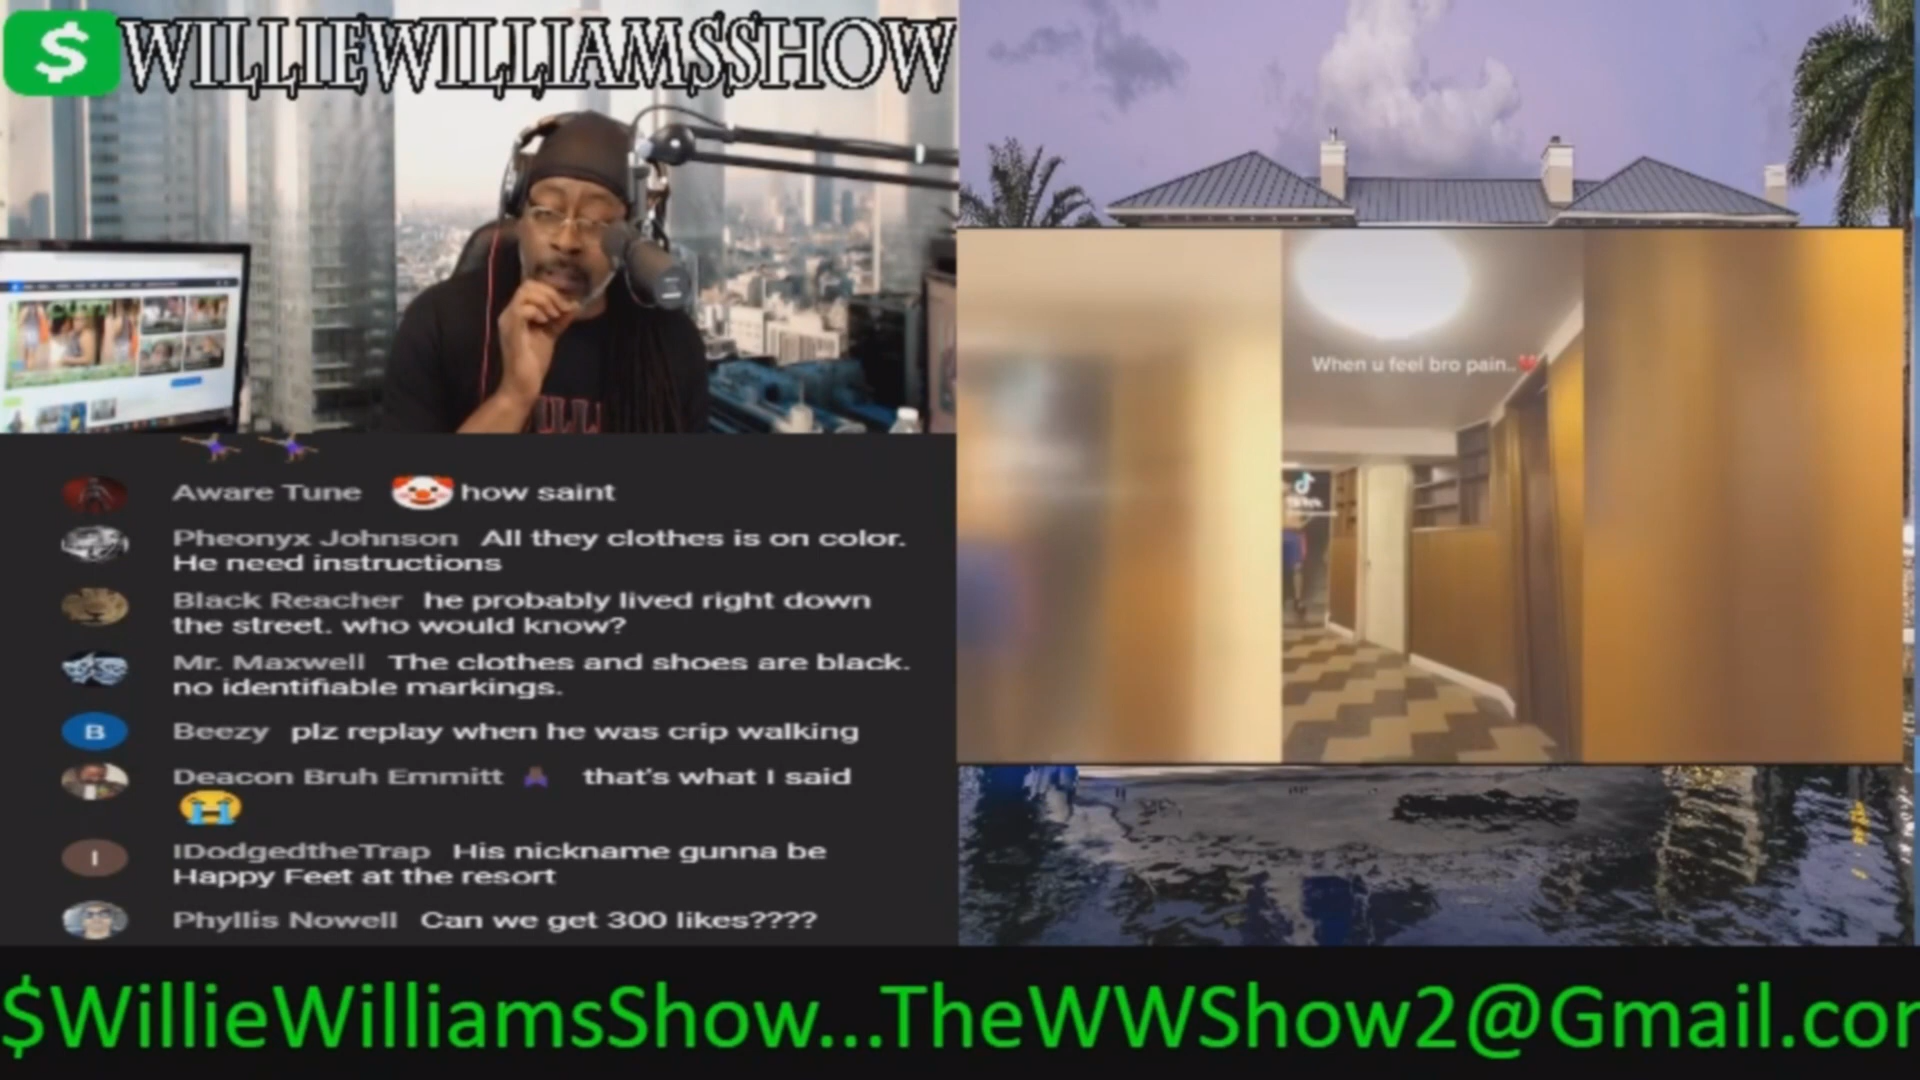 $WILLIEWILLIAMSSHOW
When u feel bro pain..
Aware Tune 🤡 how saint
Pheonyx Johnson All they clothes is on color.
He need instructions
Black Reacher he probably lived right down
the street. who would know?
Mr. Maxwell The clothes and shoes are black.
no identifiable markings.
B Beezy plz replay when he was crip walking
Deacon Bruh Emmitt that's what I said
😭
I IDodgedtheTrap His nickname gunna be
Happy Feet at the resort
Phyllis Nowell Can we get 300 likes????
$WillieWilliamsShow...TheWWShow2@Gmail.com